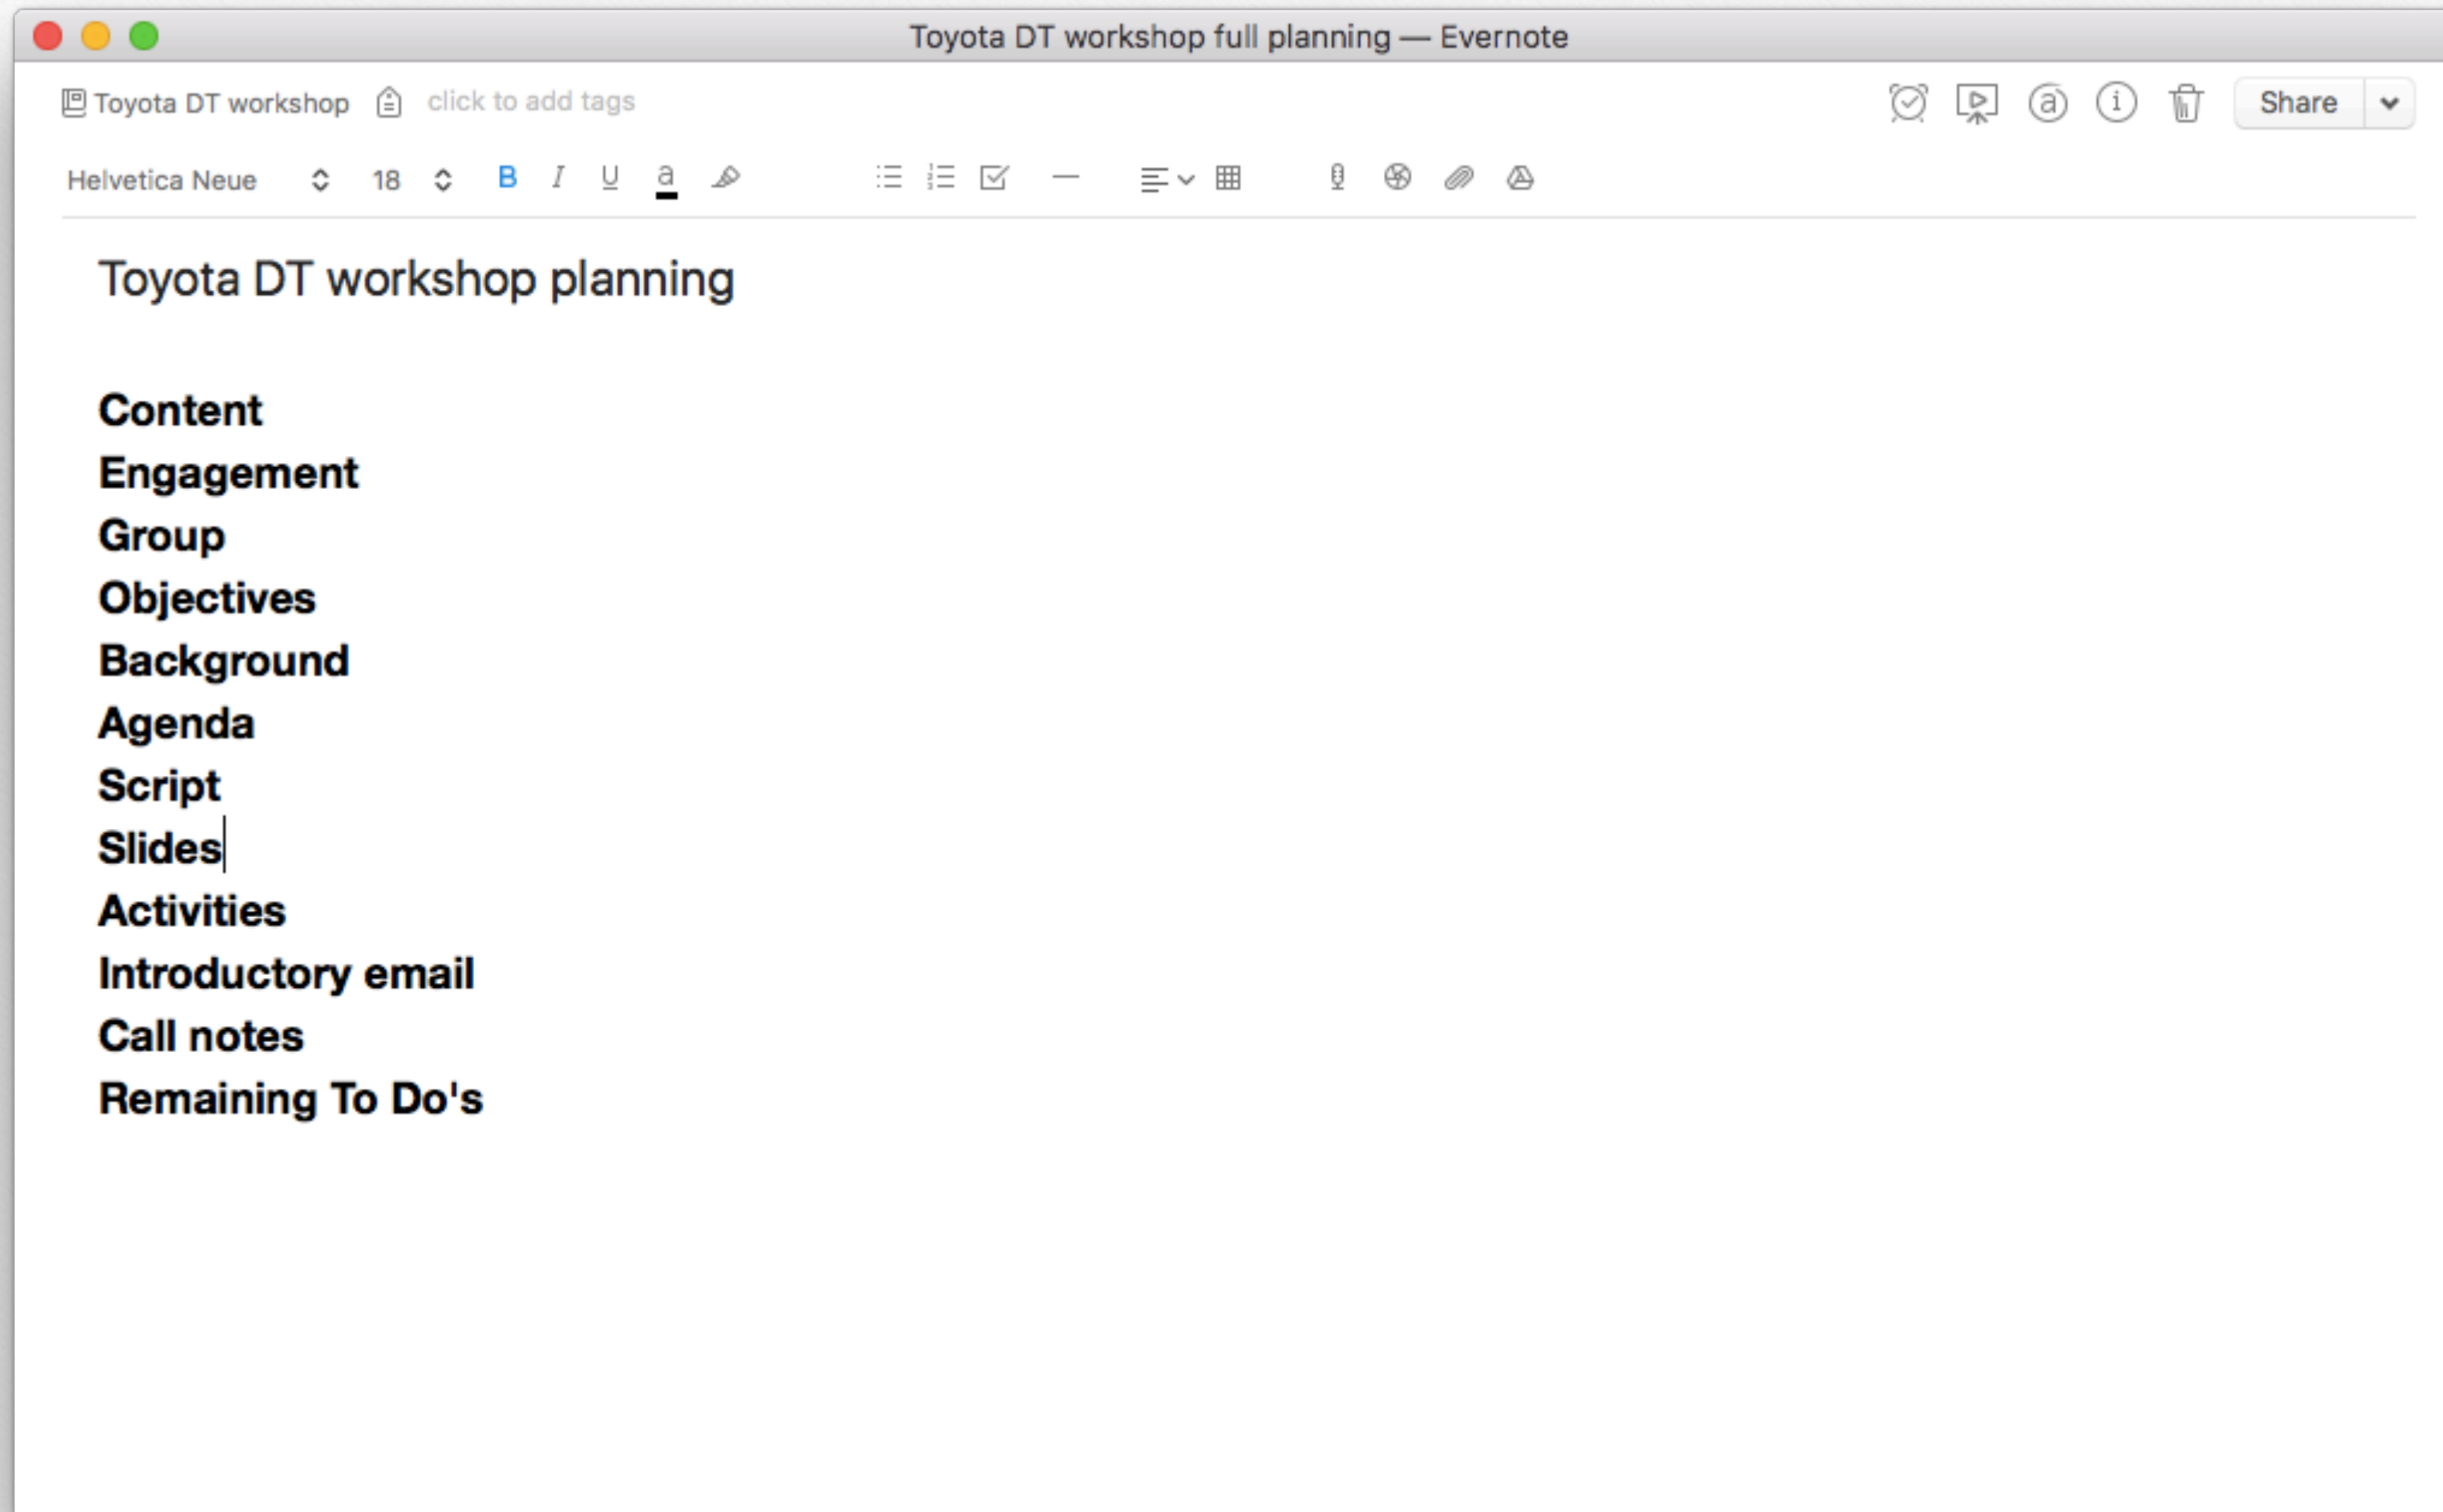 Toyota DT workshop full planning — Evernote
Toyota DT workshop click to add tags Share
Helvetica Neue 18 B I U a
Toyota DT workshop planning
Content
Engagement
Group
Objectives
Background
Agenda
Script
Slides
Activities
Introductory email
Call notes
Remaining To Do's